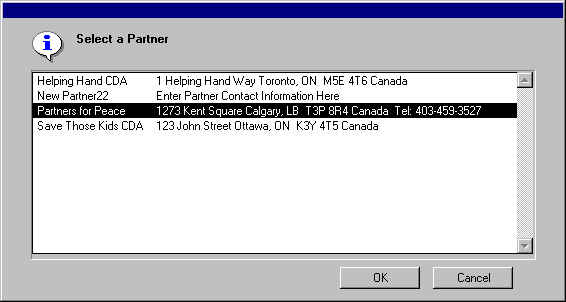 Select a Partner
Helping Hand CDA 1 Helping Hand Way Toronto, ON M5E 4T6 Canada
New Partner22 Enter Partner Contact Information Here
Partners for Peace 1273 Kent Square Calgary, LB T3P 8R4 Canada Tel: 403-459-3527
Save Those Kids CDA 123 John Street Ottawa, ON K3Y 4T5 Canada
OK Cancel